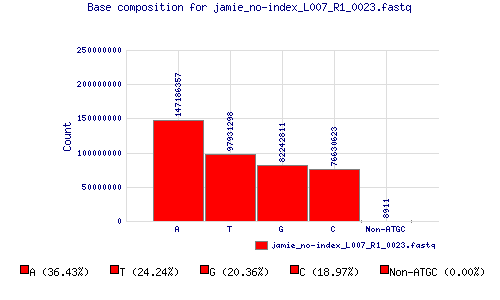 Base composition for jamie_no-index_L007_R1_0023.fastq
250000000
200000000
150000000
100000000
50000000
0
Count
147186357
97931298
82242811
76630623
8911
A T G C Non-ATGC
jamie_no-index_L007_R1_0023.fastq
A (36.43%) T (24.24%) G (20.36%) C (18.97%) Non-ATGC (0.00%)